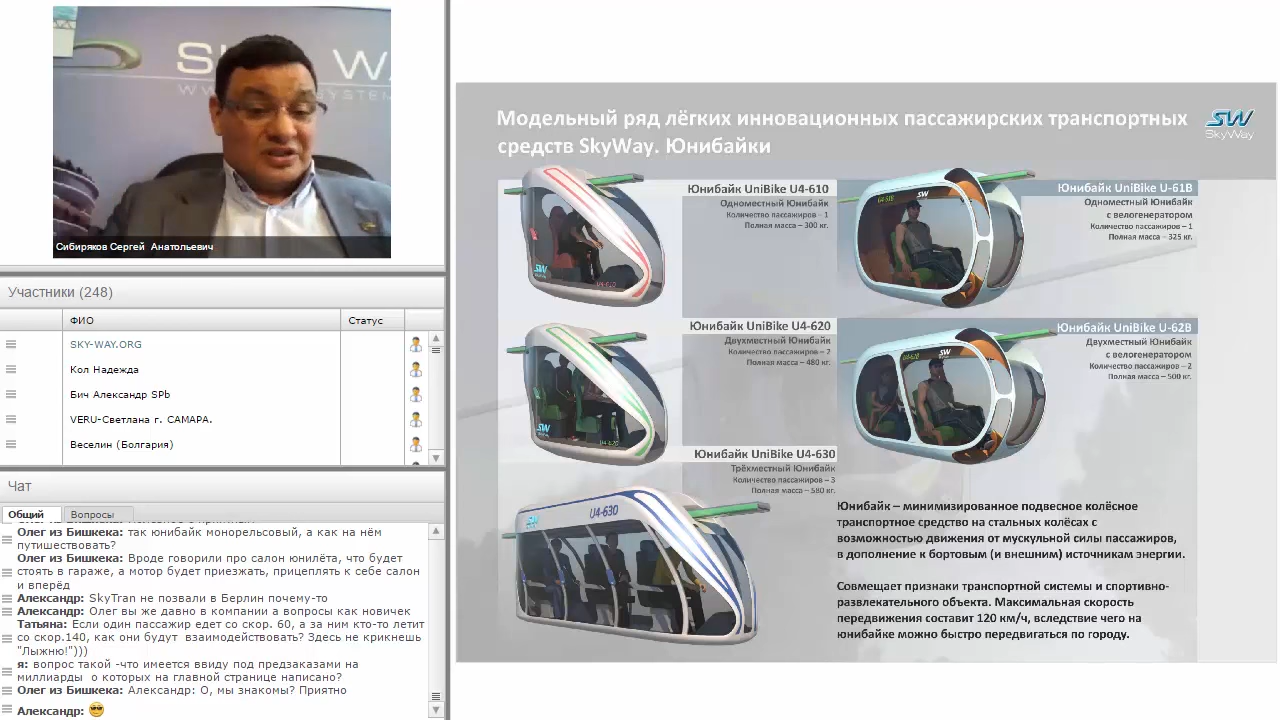 SKY WA
WWW SYSTEM
Сибиряков Сергей Анатольевич
Участники (248)
ФИО
Статус
SKY-WAY.ORG
Кол Надежда
Бич Александр SPb
VERU-Светлана г. САМАРА.
Веселин (Болгария)
Чат
Общий
Вопросы
Олег из Бишкека: так юнибайк монорельсовый, а как на нём
путишествовать?
Олег из Бишкека: Вроде говорили про салон юнилёта, что будет
стоять в гараже, а мотор будет приезжать, прицеплять к себе салон
и вперёд
Александр: SkyTran не позвали в Берлин почему-то
Александр: Олег вы же давно в компании а вопросы как новичек
Татьяна: Если один пассажир едет со скор. 60, а за ним кто-то летит
со скор.140, как они будут взаимодействовать? Здесь не крикнешь
"Лыжню!")))
я: вопрос такой -что имеется ввиду под предзаказами на
миллиарды о которых на главной странице написано?
Олег из Бишкека: Александр: О, мы знакомы? Приятно
Александр:
Модельный ряд лёгких инновационных пассажирских транспортных
средств SkyWay. Юнибайки
SW
SkyWay
Юнибайк UniBike U4-610
Одноместный Юнибайк
Количество пассажиров – 1
Полная масса – 300 кг.
Юнибайк UniBike U-61B
Одноместный Юнибайк
с велогенератором
Количество пассажиров – 1
Полная масса – 325 кг.
Юнибайк UniBike U4-620
Двухместный Юнибайк
Количество пассажиров – 2
Полная масса – 480 кг.
Юнибайк UniBike U-62B
Двухместный Юнибайк
с велогенератором
Количество пассажиров – 2
Полная масса – 500 кг.
Юнибайк UniBike U4-630
Трёхместный Юнибайк
Количество пассажиров – 3
Полная масса – 580 кг.
U4-630
Юнибайк – минимизированное подвесное колёсное
транспортное средство на стальных колёсах с
возможностью движения от мускульной силы пассажиров,
в дополнение к бортовым (и внешним) источникам энергии.
Совмещает признаки транспортной системы и спортивно-
развлекательного объекта. Максимальная скорость
передвижения составит 120 км/ч, вследствие чего на
юнибайке можно быстро передвигаться по городу.